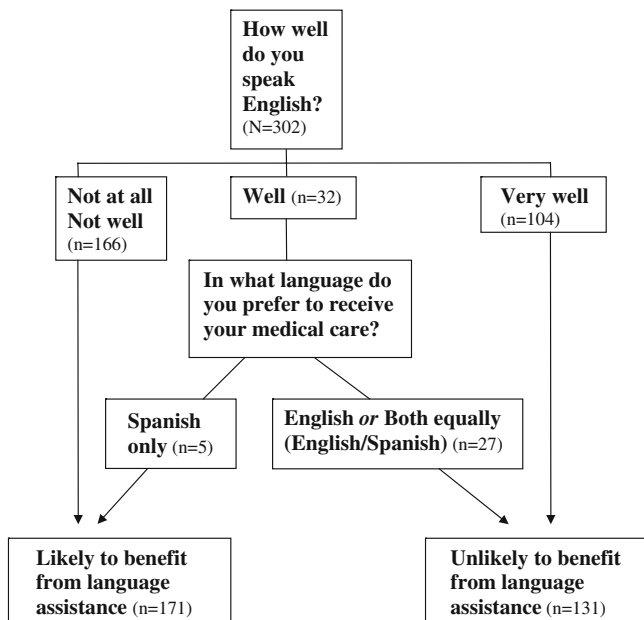 How well
do you
speak
English?
(N=302)
Not at all
Not well
(n=166)
Well (n=32)
Very well
(n=104)
In what language do
you prefer to receive
your medical care?
Spanish
only (n=5)
English or Both equally
(English/Spanish) (n=27)
Likely to benefit
from language
assistance (n=171)
Unlikely to benefit
from language
assistance (n=131)